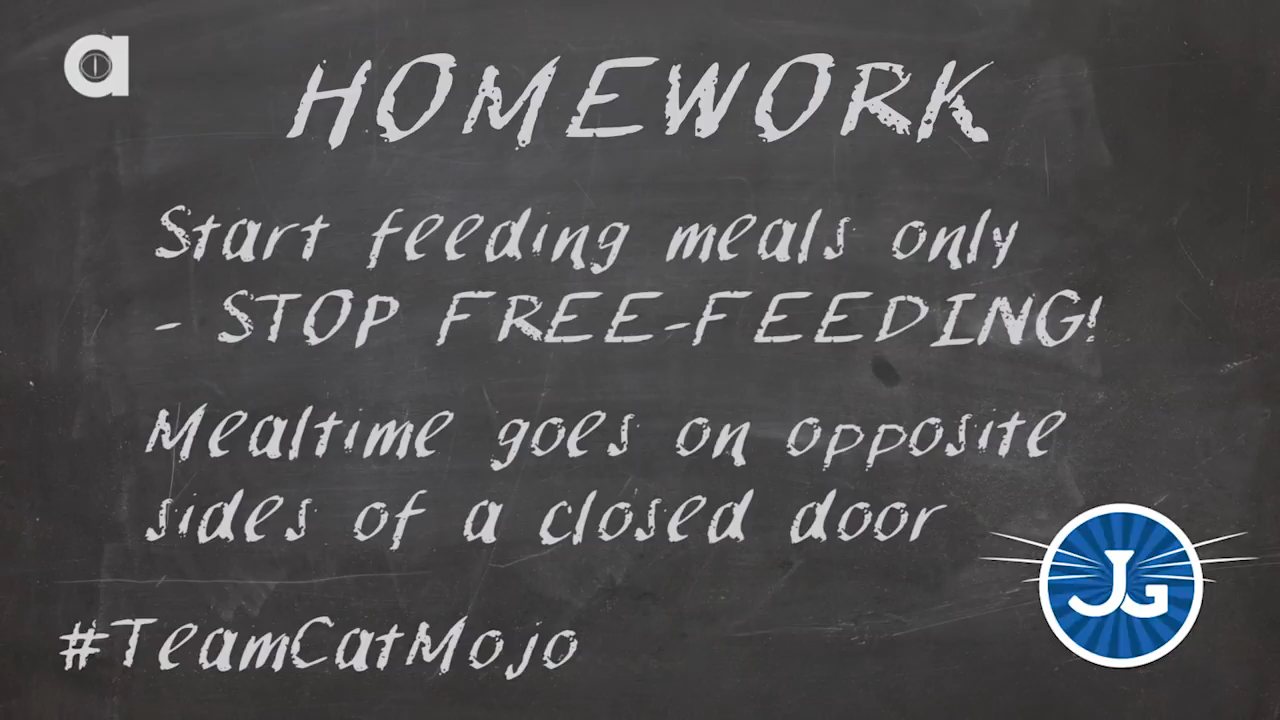 a
HOMEWORK
Start feeding meals only
- STOP FREE-FEEDING!
Mealtime goes on opposite
sides of a closed door
JG
#TeamCatMojo